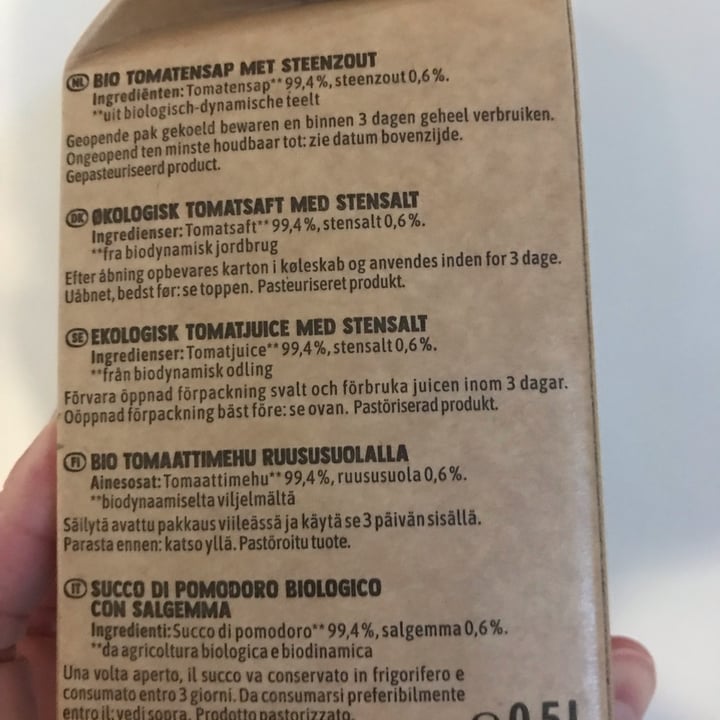 NL BIO TOMATENSAP MET STEENZOUT
Ingrediënten: Tomatensap** 99,4%, steenzout 0,6%.
**uit biologisch-dynamische teelt
Geopende pak gekoeld bewaren en binnen 3 dagen geheel verbruiken.
Ongeopend ten minste houdbaar tot: zie datum bovenzijde.
Gepasteuriseerd product.
DK ØKOLOGISK TOMATSAFT MED STENSALT
Ingredienser: Tomatsaft** 99,4%, stensalt 0,6%.
**fra biodynamisk jordbrug
Efter åbning opbevares karton i køleskab og anvendes inden for 3 dage.
Uåbnet, bedst før: se toppen. Pasteuriseret produkt.
SE EKOLOGISK TOMATJUICE MED STENSALT
Ingredienser: Tomatjuice** 99,4%, stensalt 0,6%.
**från biodynamisk odling
Förvara öppnad förpackning svalt och förbruka juicen inom 3 dagar.
Oöppnad förpackning bäst före: se ovan. Pastöriserad produkt.
FI BIO TOMAATTIMEHU RUUSUSUOLALLA
Ainesosat: Tomaattimehu** 99,4%, ruususuola 0,6%.
**biodynaamiselta viljelmältä
Säilytä avattu pakkaus viileässä ja käytä se 3 päivän sisällä.
Parasta ennen: katso yllä. Pastöroitu tuote.
IT SUCCO DI POMODORO BIOLOGICO
CON SALGEMMA
Ingredienti: Succo di pomodoro** 99,4%, salgemma 0,6%.
**da agricoltura biologica e biodinamica
Una volta aperto, il succo va conservato in frigorifero e
consumato entro 3 giorni. Da consumarsi preferibilmente
entro il: vedi sopra. Prodotto pastorizzato.
0,5L